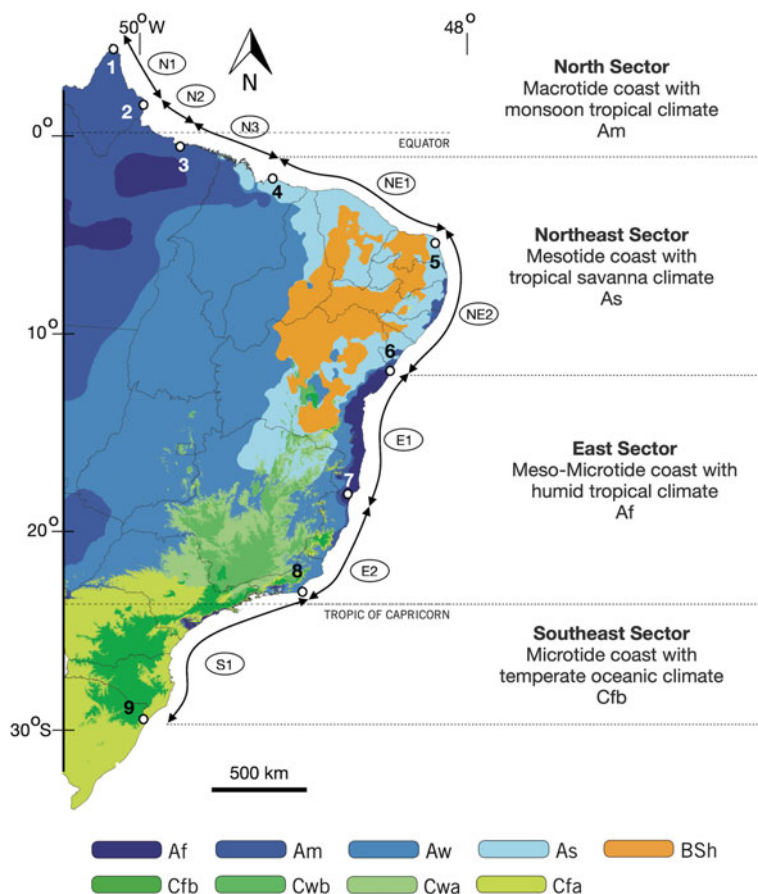 50°W
48°
N
1
N1
2
N2
N3
0°
EQUATOR
3
4
NE1
5
NE2
10°
6
E1
7
20°
E2
8
TROPIC OF CAPRICORN
S1
9
30°S
500 km
North Sector
Macrotide coast with
monsoon tropical climate
Am
Northeast Sector
Mesotide coast with
tropical savanna climate
As
East Sector
Meso-Microtide coast with
humid tropical climate
Af
Southeast Sector
Microtide coast with
temperate oceanic climate
Cfb
Af Am Aw As BSh
Cfb Cwb Cwa Cfa